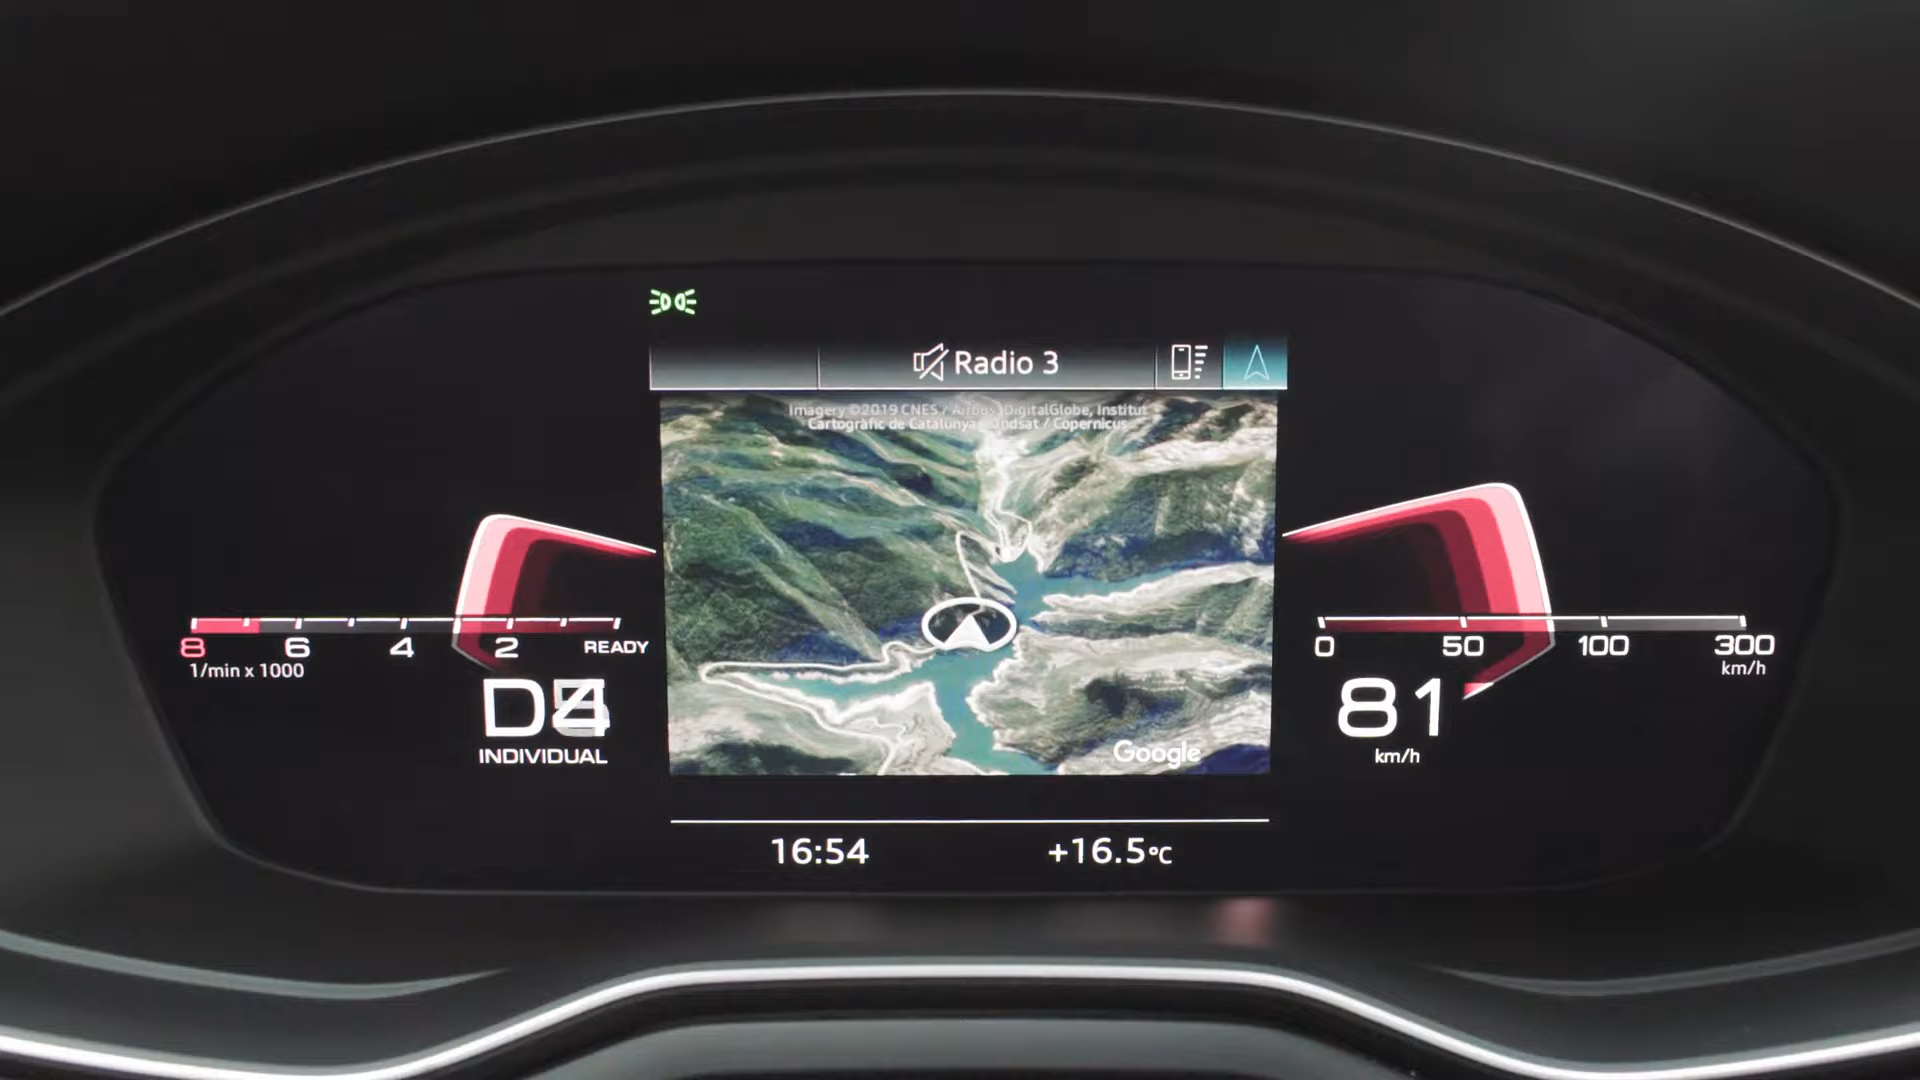 Radio 3
Imagery ©2019 CNES / Airbus, DigitalGlobe, Institut
Cartogràfic de Catalunya, Landsat / Copernicus
8 6 4 2 READY
1/min x 1000
0 50 100 300
km/h
D4
INDIVIDUAL
81
km/h
Google
16:54 +16.5°C